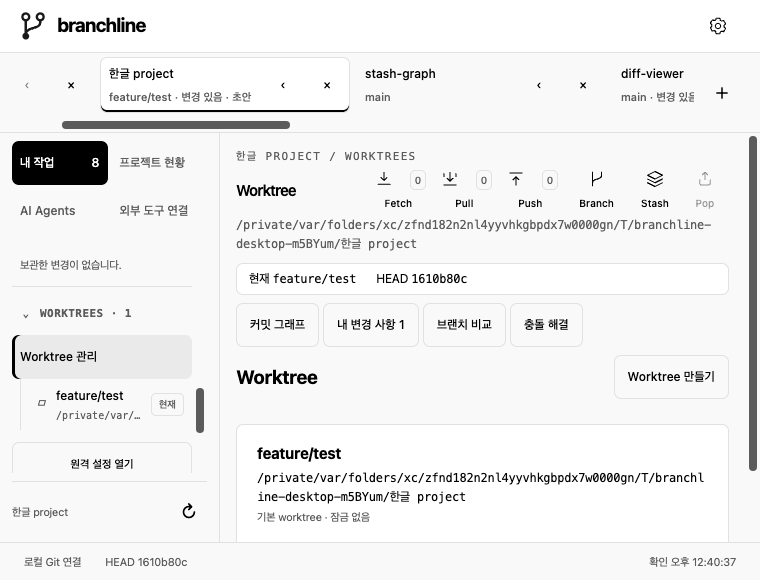 branchline
한글 project
feature/test · 변경 있음 · 초안
stash-graph
main
diff-viewer
main · 변경 있음
내 작업 8
프로젝트 현황
AI Agents
외부 도구 연결
보관한 변경이 없습니다.
WORKTREES · 1
Worktree 관리
feature/test
/private/var/…
현재
원격 설정 열기
한글 project
한글 PROJECT / WORKTREES
Worktree
0
Fetch
0
Pull
0
Push
Branch
Stash
Pop
/private/var/folders/xc/zfnd182n2nl4yyvhkgbpdx7w0000gn/T/branchline-
desktop-m5BYum/한글 project
현재 feature/test HEAD 1610b80c
커밋 그래프
내 변경 사항 1
브랜치 비교
충돌 해결
Worktree
Worktree 만들기
feature/test
/private/var/folders/xc/zfnd182n2nl4yyvhkgbpdx7w0000gn/T/branchl
ine-desktop-m5BYum/한글 project
기본 worktree · 잠금 없음
로컬 Git 연결
HEAD 1610b80c
확인 오후 12:40:37